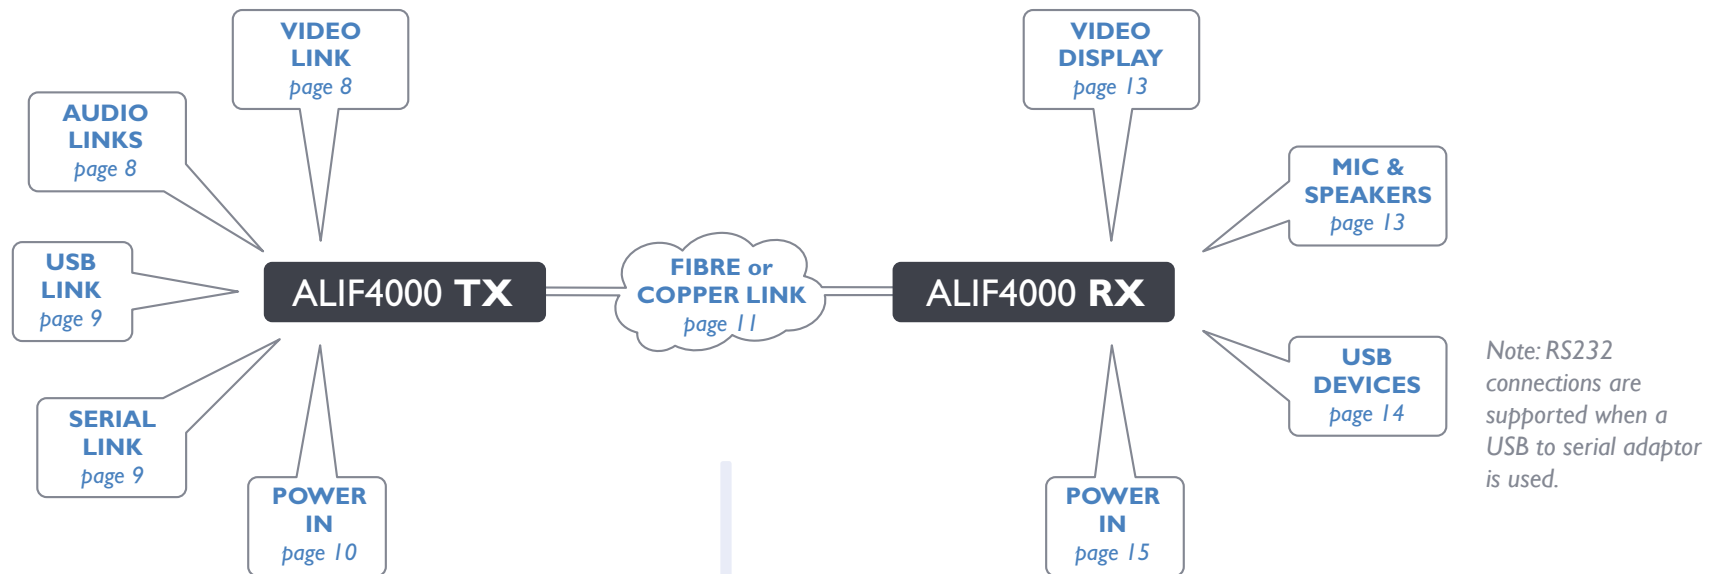 VIDEO
LINK
page 8
AUDIO
LINKS
page 8
USB
LINK
page 9
SERIAL
LINK
page 9
POWER
IN
page 10
ALIF4000 TX
FIBRE or
COPPER LINK
page 11
ALIF4000 RX
VIDEO
DISPLAY
page 13
MIC &
SPEAKERS
page 13
USB
DEVICES
page 14
POWER
IN
page 15
Note: RS232
connections are
supported when a
USB to serial adaptor
is used.